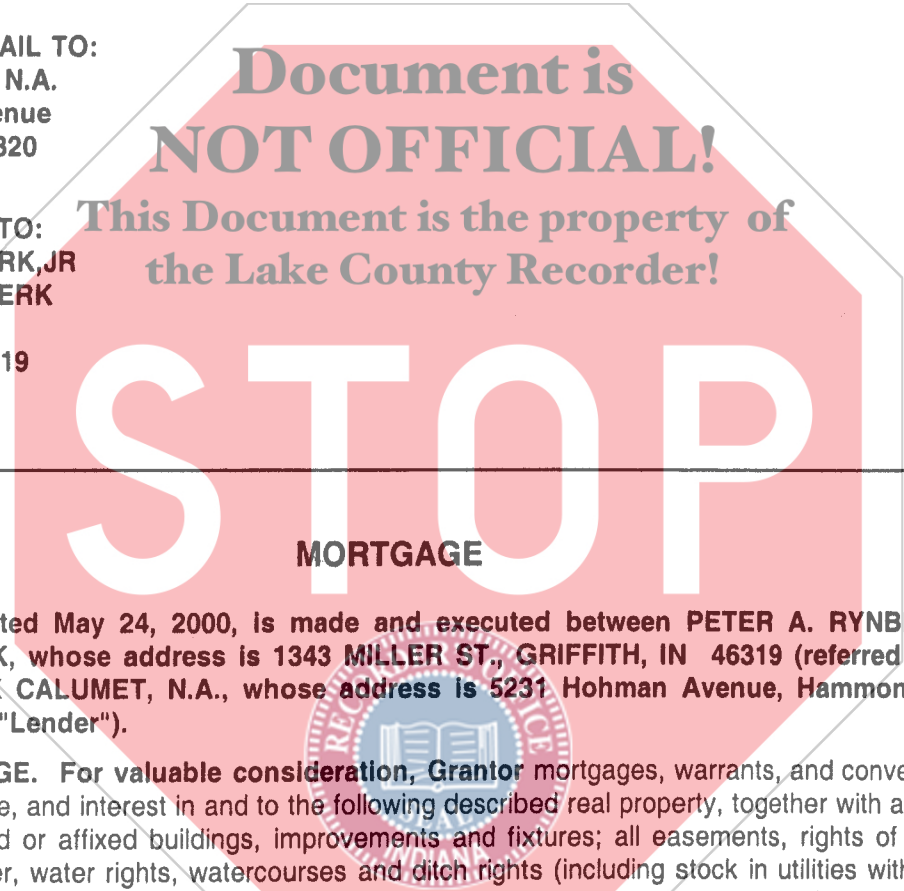 AIL TO:
N.A.
enue
320
TO:
RK,JR
ERK
19
Document is
NOT OFFICIAL!
This Document is the property of
the Lake County Recorder!
STOP
MORTGAGE
ted May 24, 2000, is made and executed between PETER A. RYNB
K, whose address is 1343 MILLER ST., GRIFFITH, IN 46319 (referred
K CALUMET, N.A., whose address is 5231 Hohman Avenue, Hammon
"Lender").
GE. For valuable consideration, Grantor mortgages, warrants, and conve
e, and interest in and to the following described real property, together with a
d or affixed buildings, improvements and fixtures; all easements, rights of
er, water rights, watercourses and ditch rights (including stock in utilities with
RECORDER'S OFFICE
SEAL
INDIANA